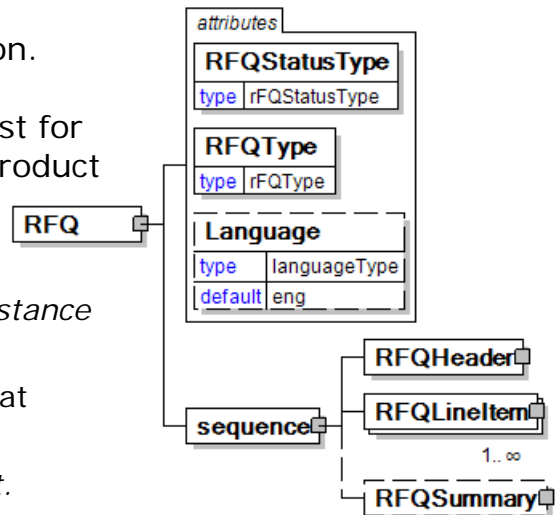 on.
st for
roduct
stance
at
t.
attributes
RFQStatusType
type rFQStatusType
RFQType
type rFQType
Language
type languageType
default eng
RFQ
sequence
RFQHeader
RFQLineItem
1..∞
RFQSummary